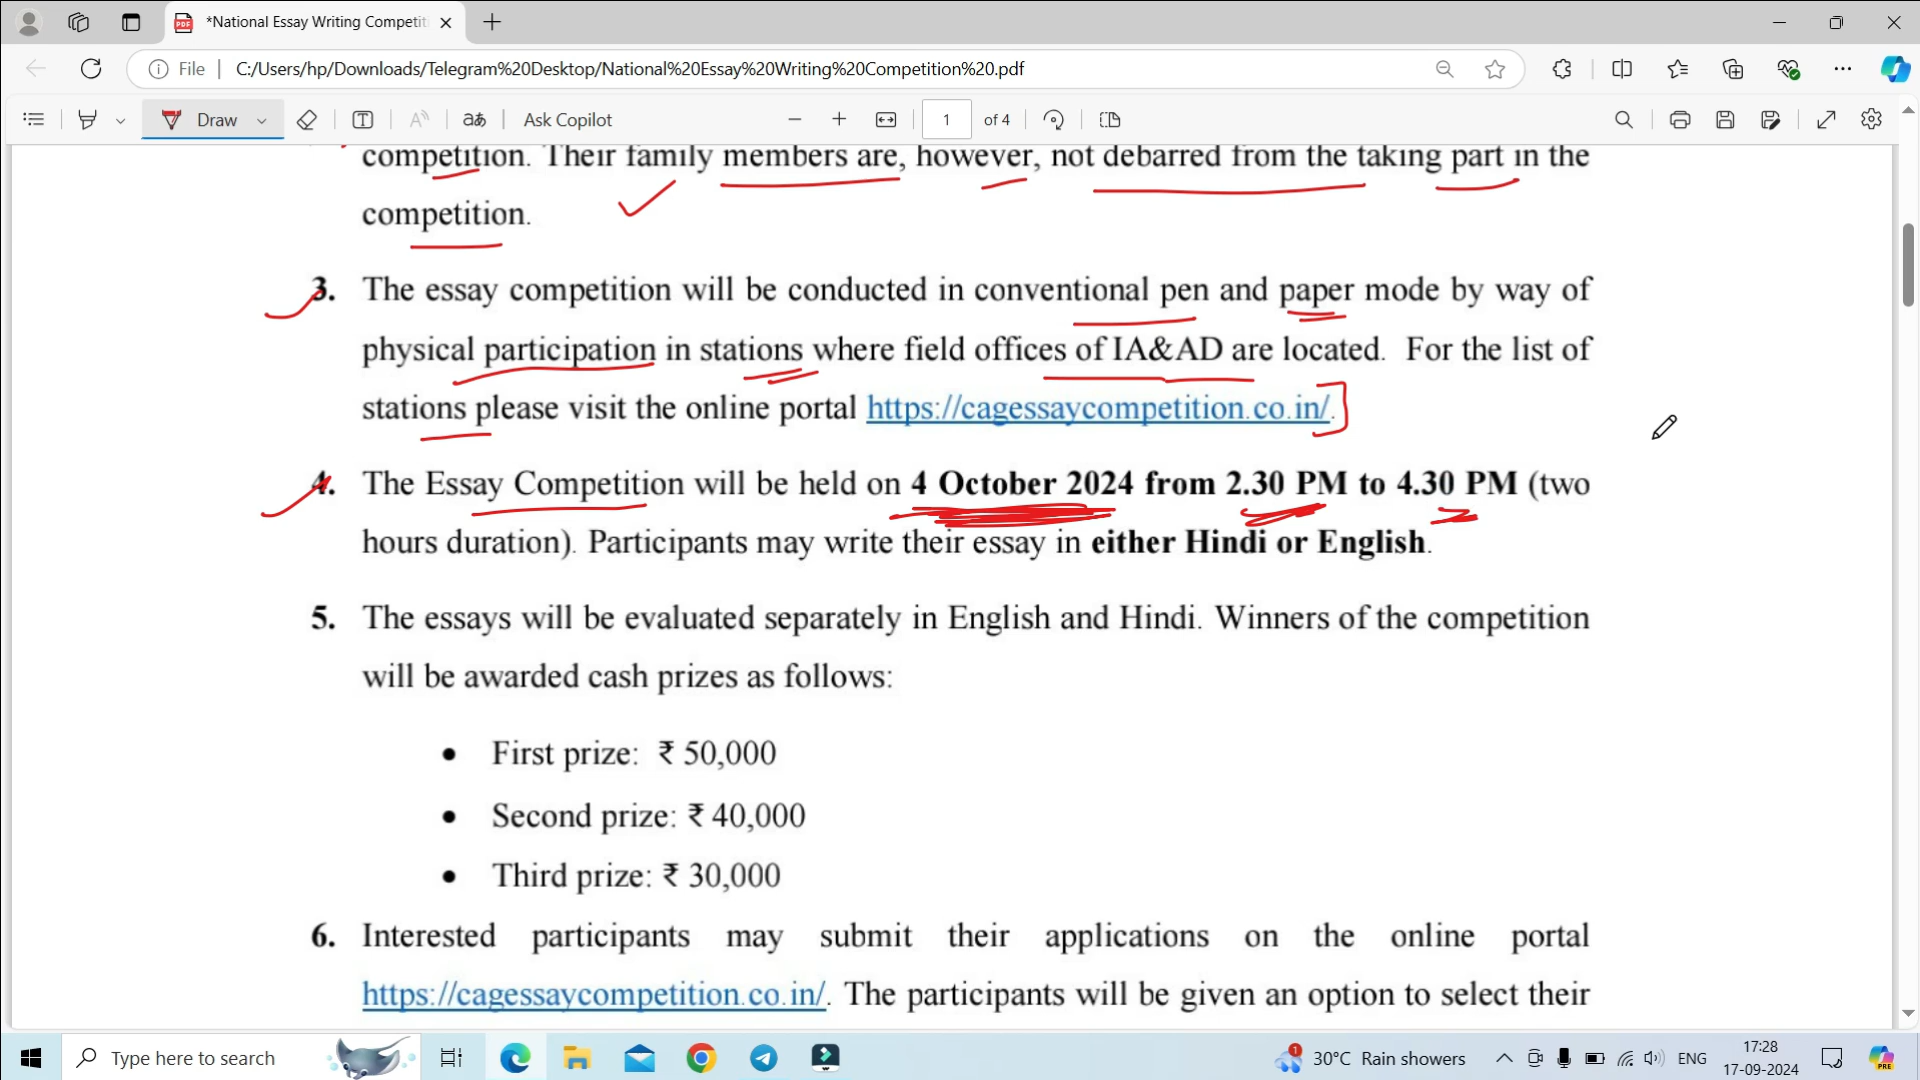 *National Essay Writing Competiti
File
C:/Users/hp/Downloads/Telegram%20Desktop/National%20Essay%20Writing%20Competition%20.pdf
Draw
Ask Copilot
1 of 4
competition. Their family members are, however, not debarred from the taking part in the
competition.
3. The essay competition will be conducted in conventional pen and paper mode by way of
physical participation in stations where field offices of IA&AD are located. For the list of
stations please visit the online portal https://cagessaycompetition.co.in/.
4. The Essay Competition will be held on 4 October 2024 from 2.30 PM to 4.30 PM (two
hours duration). Participants may write their essay in either Hindi or English.
5. The essays will be evaluated separately in English and Hindi. Winners of the competition
will be awarded cash prizes as follows:
• First prize: ₹ 50,000
• Second prize: ₹ 40,000
• Third prize: ₹ 30,000
6. Interested participants may submit their applications on the online portal
https://cagessaycompetition.co.in/. The participants will be given an option to select their
Type here to search
1
30°C Rain showers
ENG
17:28
17-09-2024
PRE